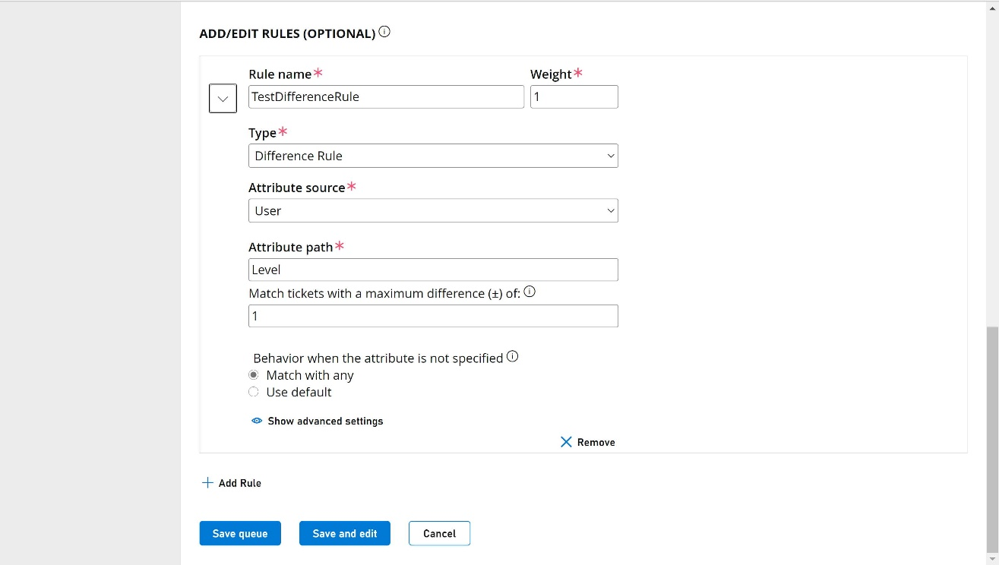 ADD/EDIT RULES (OPTIONAL)
Rule name* Weight*
TestDifferenceRule 1
Type*
Difference Rule
Attribute source*
User
Attribute path*
Level
Match tickets with a maximum difference (±) of:
1
Behavior when the attribute is not specified
Match with any
Use default
Show advanced settings
Remove
Add Rule
Save queue Save and edit Cancel